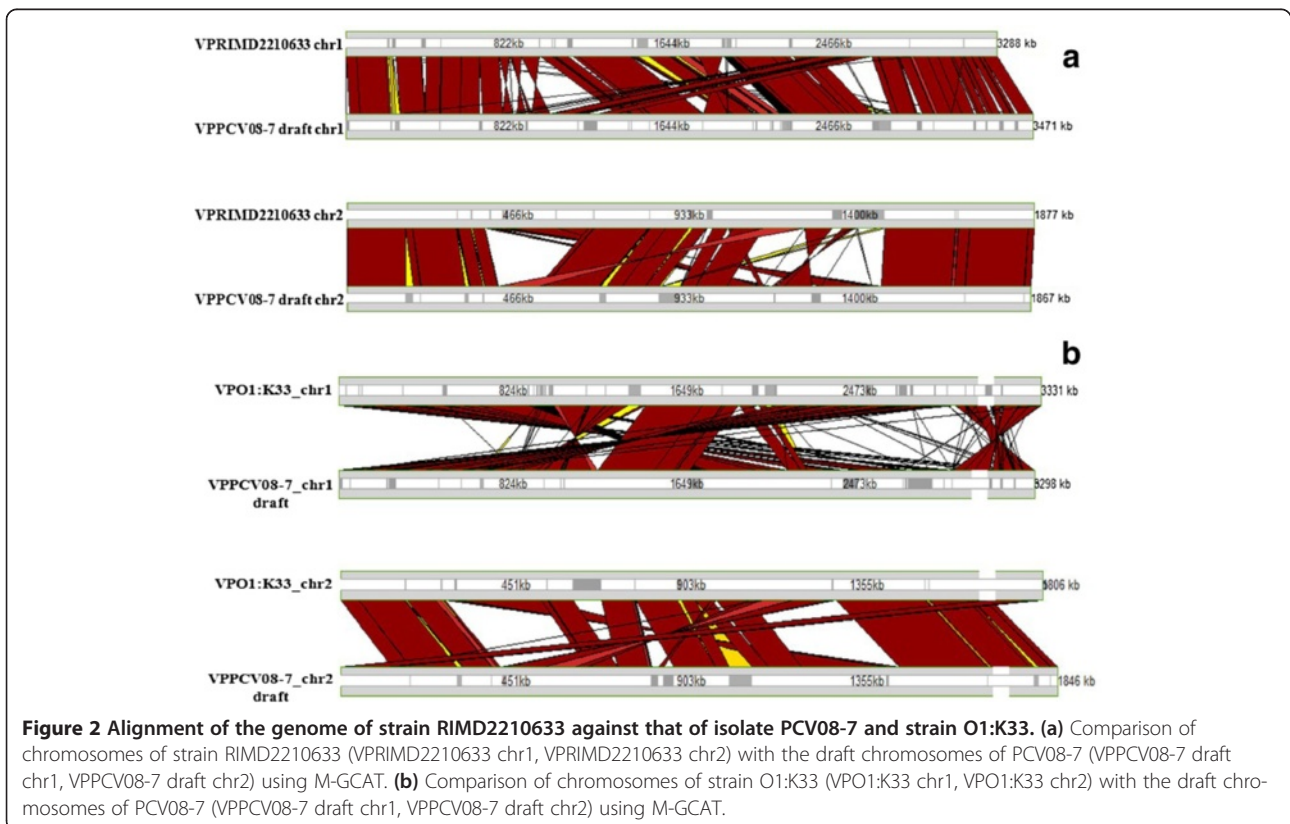 VPRIMD2210633 chr1 822kb 1644kb 2466kb 3288 kb
a
VPPCV08-7 draft chr1 822kb 1644kb 2466kb 3471 kb
VPRIMD2210633 chr2 466kb 933kb 1400kb 1877 kb
VPPCV08-7 draft chr2 466kb 933kb 1400kb 1867 kb
b
VPO1:K33_chr1 824kb 1649kb 2473kb 3331 kb
VPPCV08-7_chr1 824kb 1649kb 2473kb 3298 kb
draft
VPO1:K33_chr2 451kb 903kb 1355kb 1806 kb
VPPCV08-7_chr2 451kb 903kb 1355kb 1846 kb
draft
Figure 2 Alignment of the genome of strain RIMD2210633 against that of isolate PCV08-7 and strain O1:K33. (a) Comparison of
chromosomes of strain RIMD2210633 (VPRIMD2210633 chr1, VPRIMD2210633 chr2) with the draft chromosomes of PCV08-7 (VPPCV08-7 draft
chr1, VPPCV08-7 draft chr2) using M-GCAT. (b) Comparison of chromosomes of strain O1:K33 (VPO1:K33 chr1, VPO1:K33 chr2) with the draft chro-
mosomes of PCV08-7 (VPPCV08-7 draft chr1, VPPCV08-7 draft chr2) using M-GCAT.